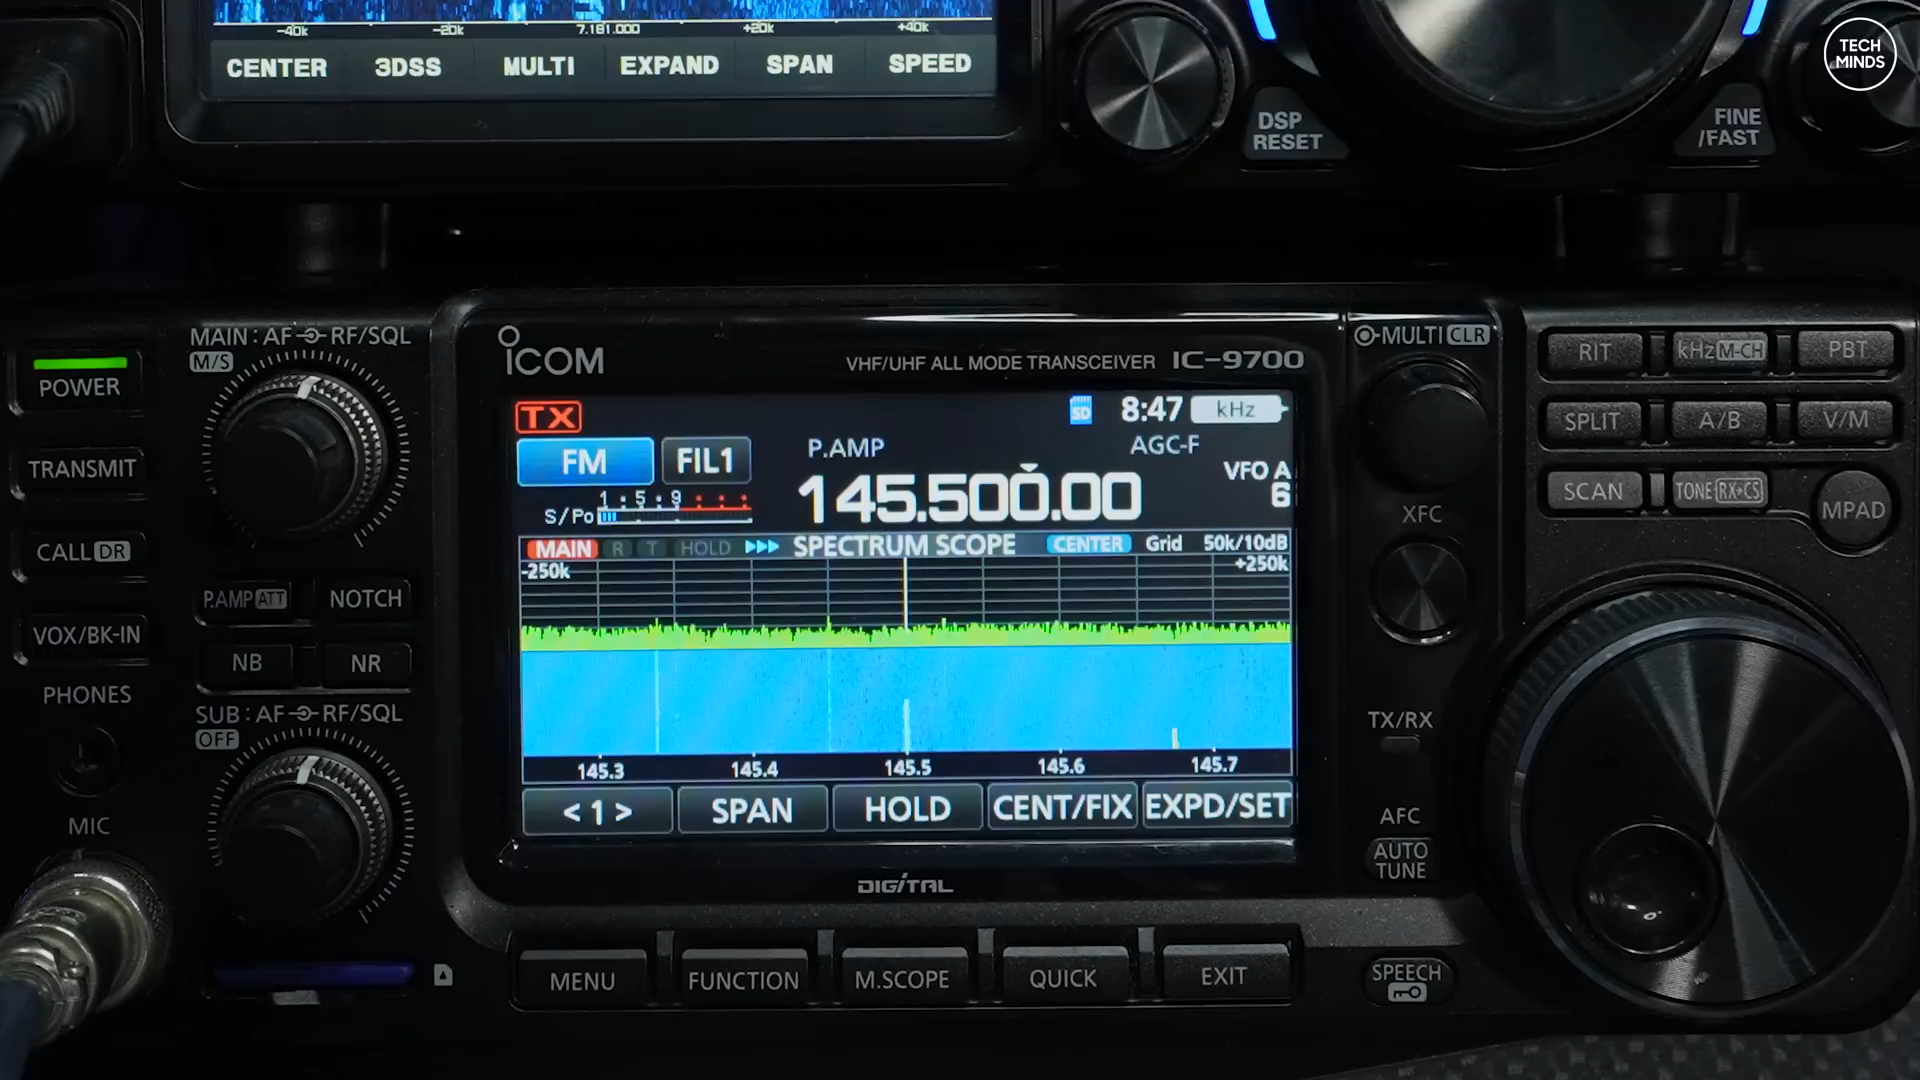 -40k -20k 7.181.000 +20k +40k
CENTER 3DSS MULTI EXPAND SPAN SPEED
DSP
RESET
FINE
/FAST
TECH
MINDS
POWER
TRANSMIT
CALL DR
VOX/BK-IN
PHONES
MIC
MAIN : AF RF/SQL
M/S
P.AMP ATT NOTCH
NB NR
SUB : AF RF/SQL
OFF
ICOM
VHF/UHF ALL MODE TRANSCEIVER IC-9700
TX SD 8:47 kHz
FM FIL1 P.AMP AGC-F
145.500.00 VFO A
6
1 : 5 : 9
S/Po
MAIN R T HOLD SPECTRUM SCOPE CENTER Grid 50k/10dB
-250k +250k
145.3 145.4 145.5 145.6 145.7
< 1 > SPAN HOLD CENT/FIX EXPD/SET
DIGITAL
MENU FUNCTION M.SCOPE QUICK EXIT
MULTI CLR
XFC
TX/RX
AFC
AUTO
TUNE
SPEECH
RIT kHz M-CH PBT
SPLIT A/B V/M
SCAN TONE RX→CS
MPAD